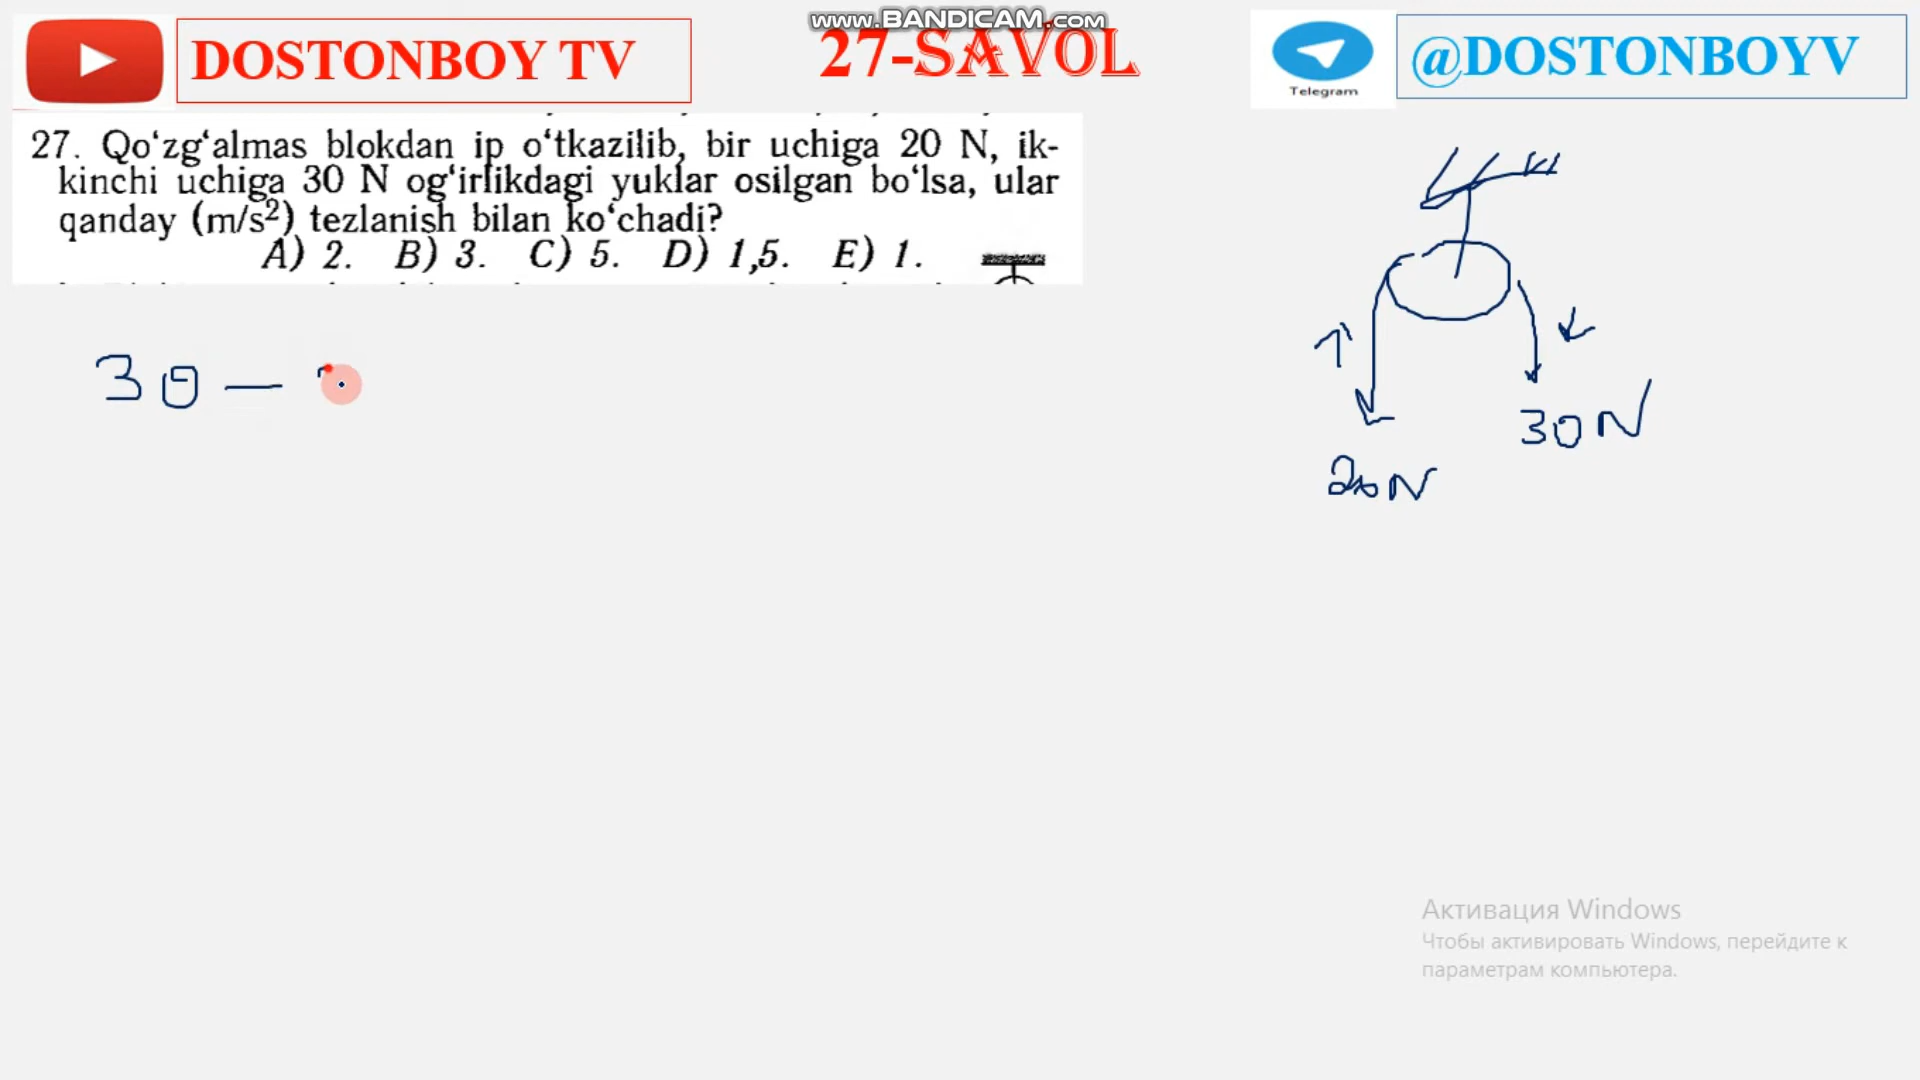 www.BANDICAM.com
DOSTONBOY TV
27-SAVOL
Telegram
@DOSTONBOYV
27. Qo‘zg‘almas blokdan ip o‘tkazilib, bir uchiga 20 N, ik-
kinchi uchiga 30 N og‘irlikdagi yuklar osilgan bo‘lsa, ular
qanday (m/s²) tezlanish bilan ko‘chadi?
A) 2. B) 3. C) 5. D) 1,5. E) 1.
30 —
30 N
20 N
Активация Windows
Чтобы активировать Windows, перейдите к
параметрам компьютера.